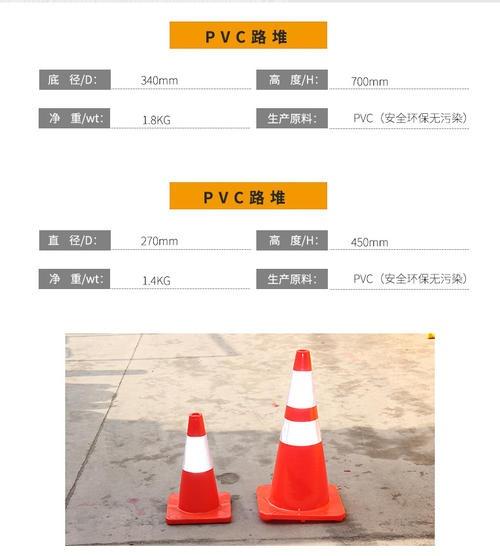 PVC路堆
底 径/D: 340mm 高 度/H: 700mm
净 重/wt: 1.8KG 生产原料: PVC（安全环保无污染）
PVC路堆
直 径/D: 270mm 高 度/H: 450mm
净 重/wt: 1.4KG 生产原料: PVC（安全环保无污染）